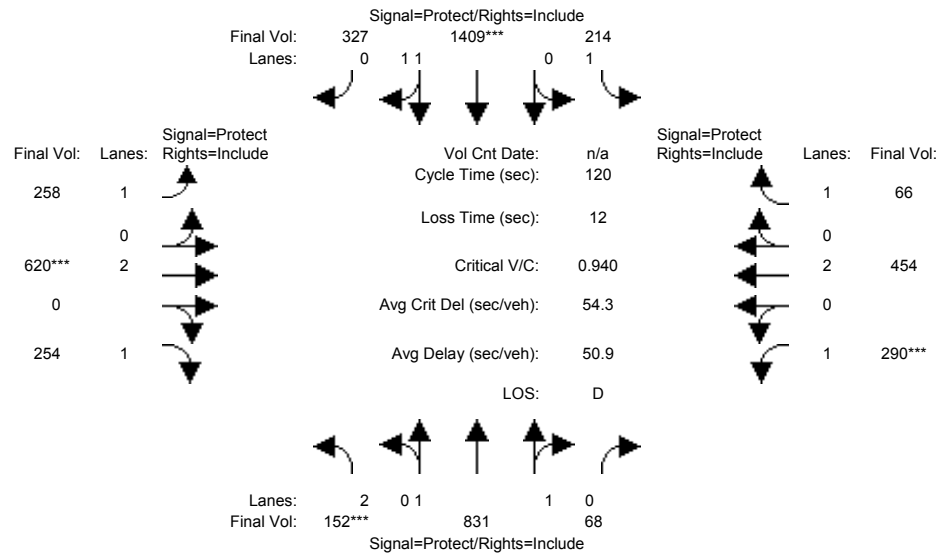 Signal=Protect/Rights=Include
Final Vol: 327 1409*** 214
Lanes: 0 1 1 0 1
Signal=Protect Signal=Protect
Final Vol: Lanes: Rights=Include Vol Cnt Date: n/a Rights=Include Lanes: Final Vol:
Cycle Time (sec): 120
258 1 1 66
Loss Time (sec): 12
0 0
620*** 2 Critical V/C: 0.940 2 454
0 0 Avg Crit Del (sec/veh): 54.3 0
254 1 Avg Delay (sec/veh): 50.9 1 290***
LOS: D
Lanes: 2 0 1 1 0
Final Vol: 152*** 831 68
Signal=Protect/Rights=Include